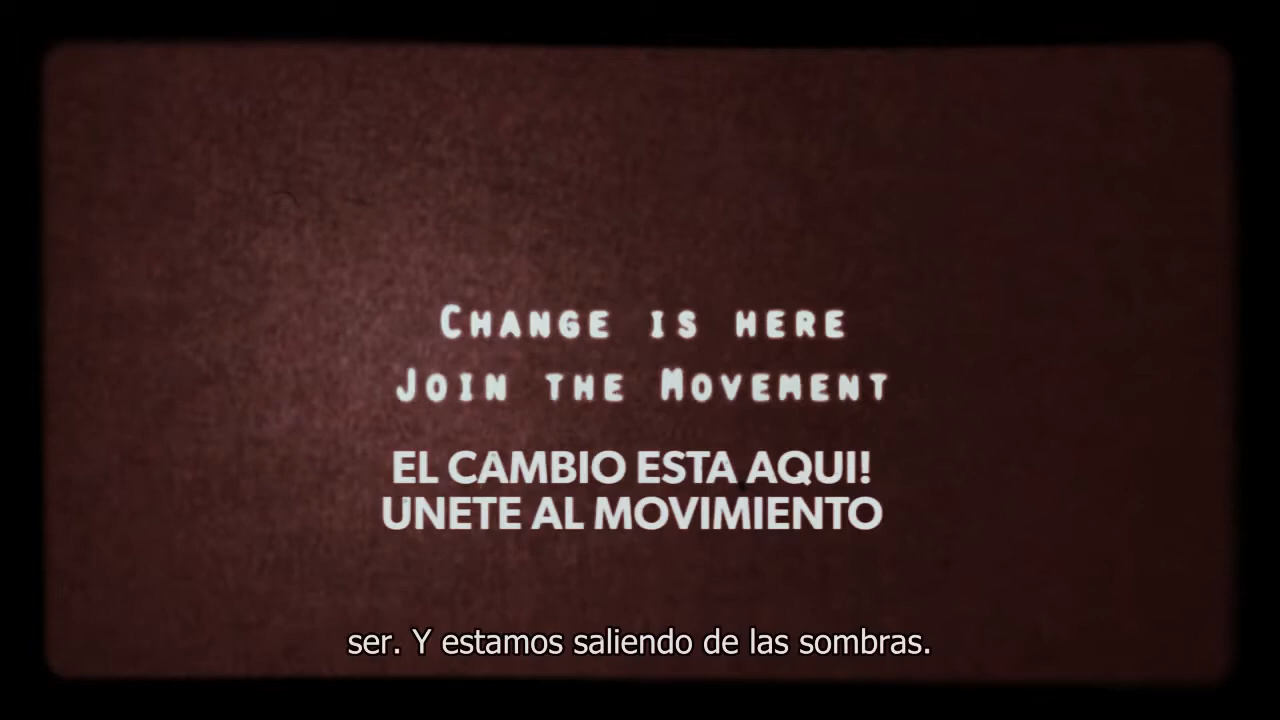 Change is here
Join the Movement
EL CAMBIO ESTA AQUI!
UNETE AL MOVIMIENTO
ser. Y estamos saliendo de las sombras.